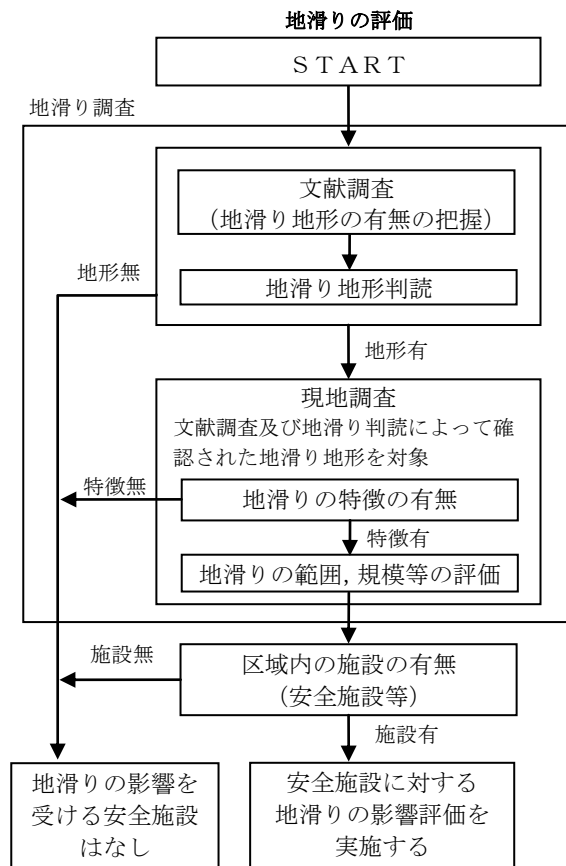 地滑りの評価
START
地滑り調査
文献調査
(地滑り地形の有無の把握)
地形無
地滑り地形判読
地形有
現地調査
文献調査及び地滑り判読によって確
認された地滑り地形を対象
特徴無
地滑りの特徴の有無
特徴有
地滑りの範囲,規模等の評価
施設無
区域内の施設の有無
(安全施設等)
施設有
地滑りの影響を
受ける安全施設
はなし
安全施設に対する
地滑りの影響評価を
実施する